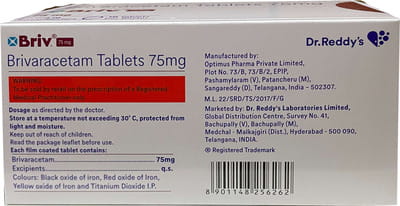 Briv 75 mg
Brivaracetam Tablets 75mg
WARNING:
To be sold by retail on the prescription of a Registered
Medical Practitioner only.
Dosage as directed by the doctor.
Store at a temperature not exceeding 30˚C, protected from
light and moisture.
Keep out of reach of children.
Read the package leaflet before use.
Each film coated tablet contains:
Brivaracetam 75mg
Excipients q.s.
Colours: Black oxide of iron, Red oxide of Iron,
Yellow oxide of Iron and Titanium Dioxide I.P.
Manufactured by:
Optimus Pharma Private Limited,
Plot No. 73/B, 73/B/2, EPIP,
Pashamylaram (V), Patancheru (M),
Sangareddy (D), Telangana, INDIA - 502307.
M.L. 22/SRD/TS/2017/F/G
® Dr. Reddy's Laboratories Limited,
Global Distribution Centre, Survey No. 41,
Bachupally (V), Bachupally (M)
Medchal - Malkajgiri (Dist.), Hyderabad - 500 090,
Telangana, INDIA.
® Registered Trademark
8 901148 256262
Dr.Reddy's